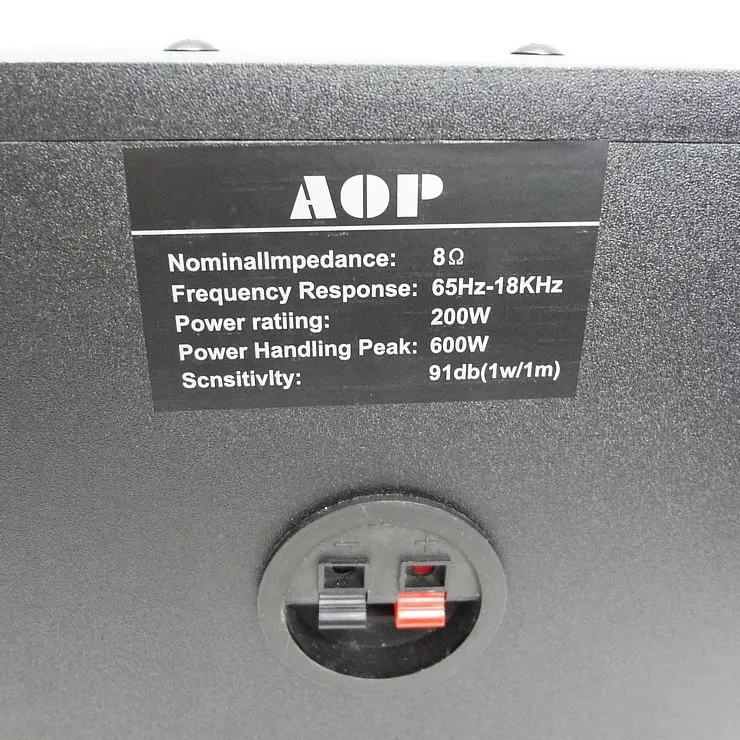 AOP
NominalImpedance: 8Ω
Frequency Response: 65Hz-18KHz
Power ratiing: 200W
Power Handling Peak: 600W
Scnsitivlty: 91db(1w/1m)
- +